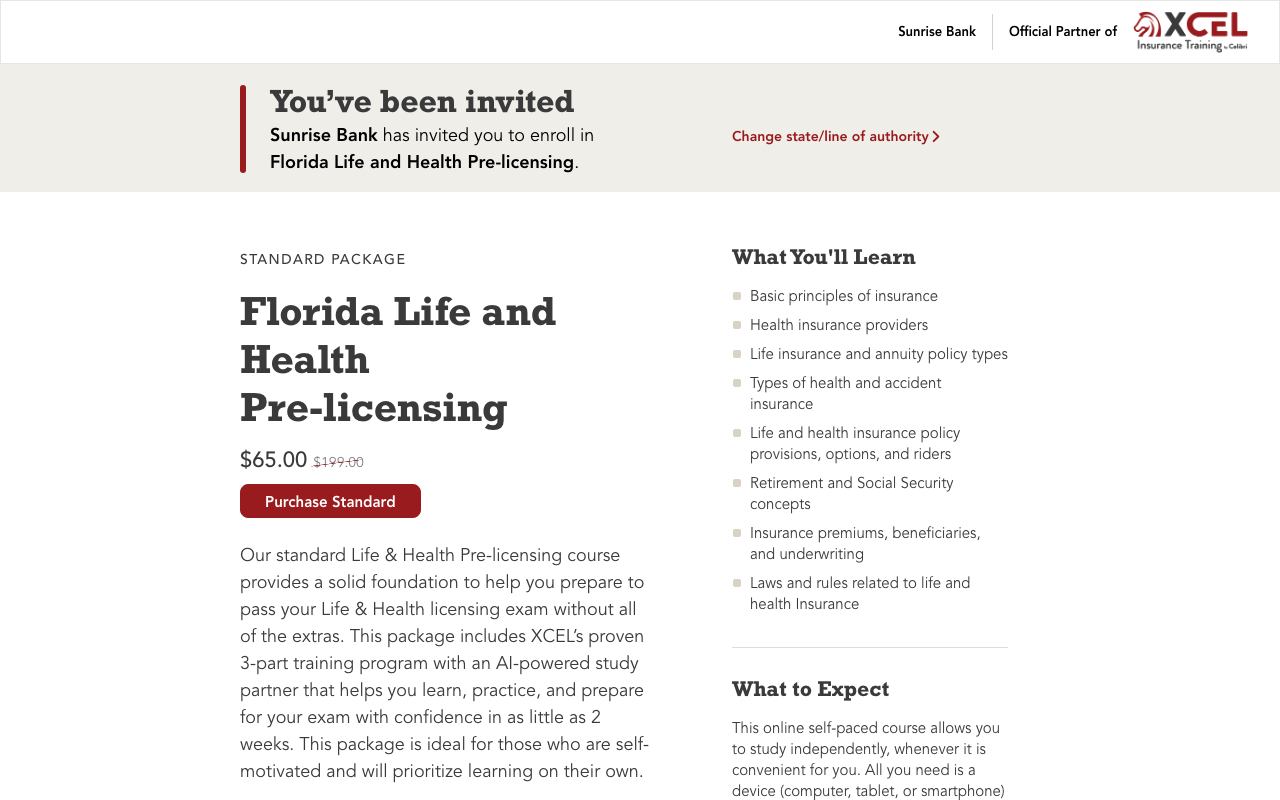 Sunrise Bank
Official Partner of
XCEL
Insurance Training by Colibri
You’ve been invited
Sunrise Bank has invited you to enroll in
Florida Life and Health Pre-licensing.
Change state/line of authority
STANDARD PACKAGE
Florida Life and
Health
Pre-licensing
$65.00 $199.00
Purchase Standard
Our standard Life & Health Pre-licensing course
provides a solid foundation to help you prepare to
pass your Life & Health licensing exam without all
of the extras. This package includes XCEL’s proven
3-part training program with an AI-powered study
partner that helps you learn, practice, and prepare
for your exam with confidence in as little as 2
weeks. This package is ideal for those who are self-
motivated and will prioritize learning on their own.
What You'll Learn
Basic principles of insurance
Health insurance providers
Life insurance and annuity policy types
Types of health and accident
insurance
Life and health insurance policy
provisions, options, and riders
Retirement and Social Security
concepts
Insurance premiums, beneficiaries,
and underwriting
Laws and rules related to life and
health Insurance
What to Expect
This online self-paced course allows you
to study independently, whenever it is
convenient for you. All you need is a
device (computer, tablet, or smartphone)